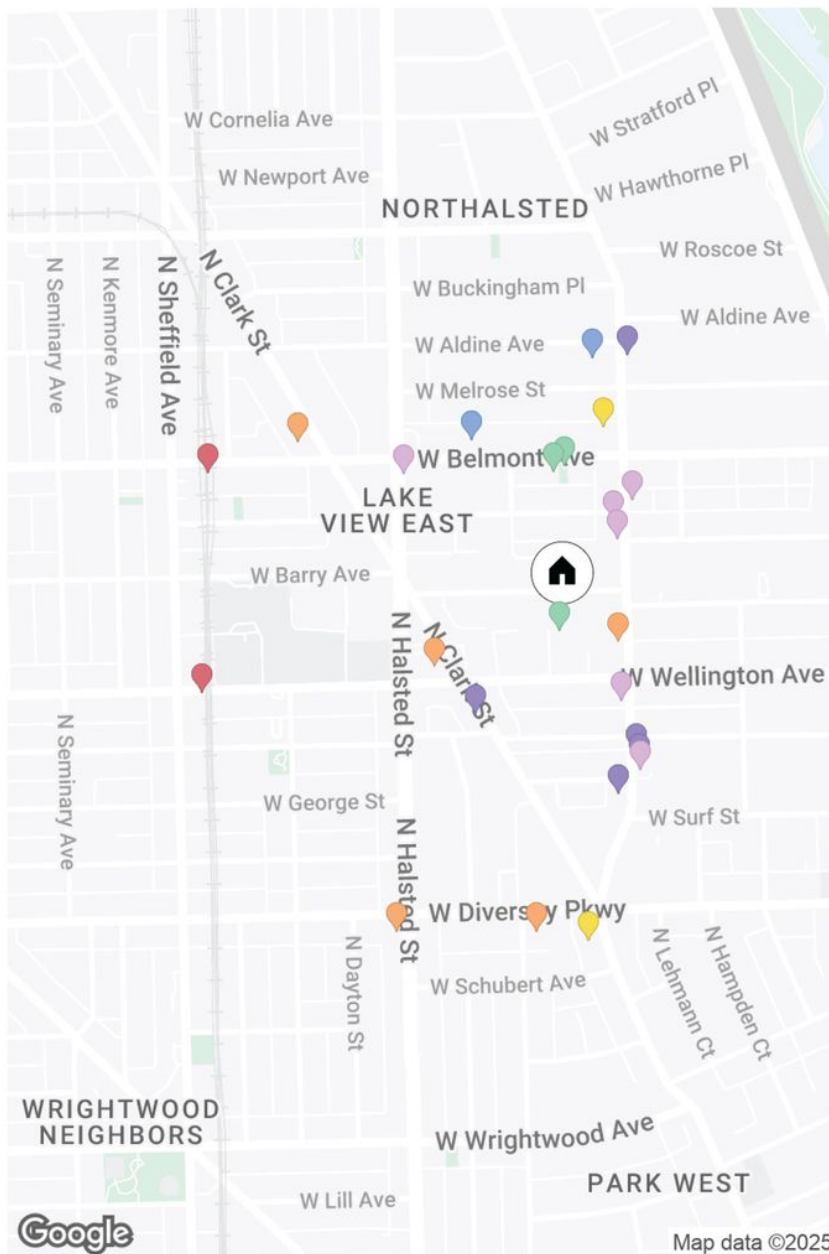 W Cornelia Ave
W Stratford Pl
W Newport Ave
W Hawthorne Pl
NORTHALSTED
W Roscoe St
N Clark St
N Seminary Ave
N Kenmore Ave
N Sheffield Ave
W Buckingham Pl
W Aldine Ave
W Aldine Ave
W Melrose St
W Belmont Ave
LAKE
VIEW EAST
W Barry Ave
N Halsted St
N Clark St
W Wellington Ave
N Seminary Ave
W George St
W Surf St
N Halsted St
W Diversey Pkwy
N Dayton St
W Schubert Ave
N Lehmann Ct
N Hampden Ct
WRIGHTWOOD
NEIGHBORS
W Wrightwood Ave
PARK WEST
W Lill Ave
Google
Map data ©2025